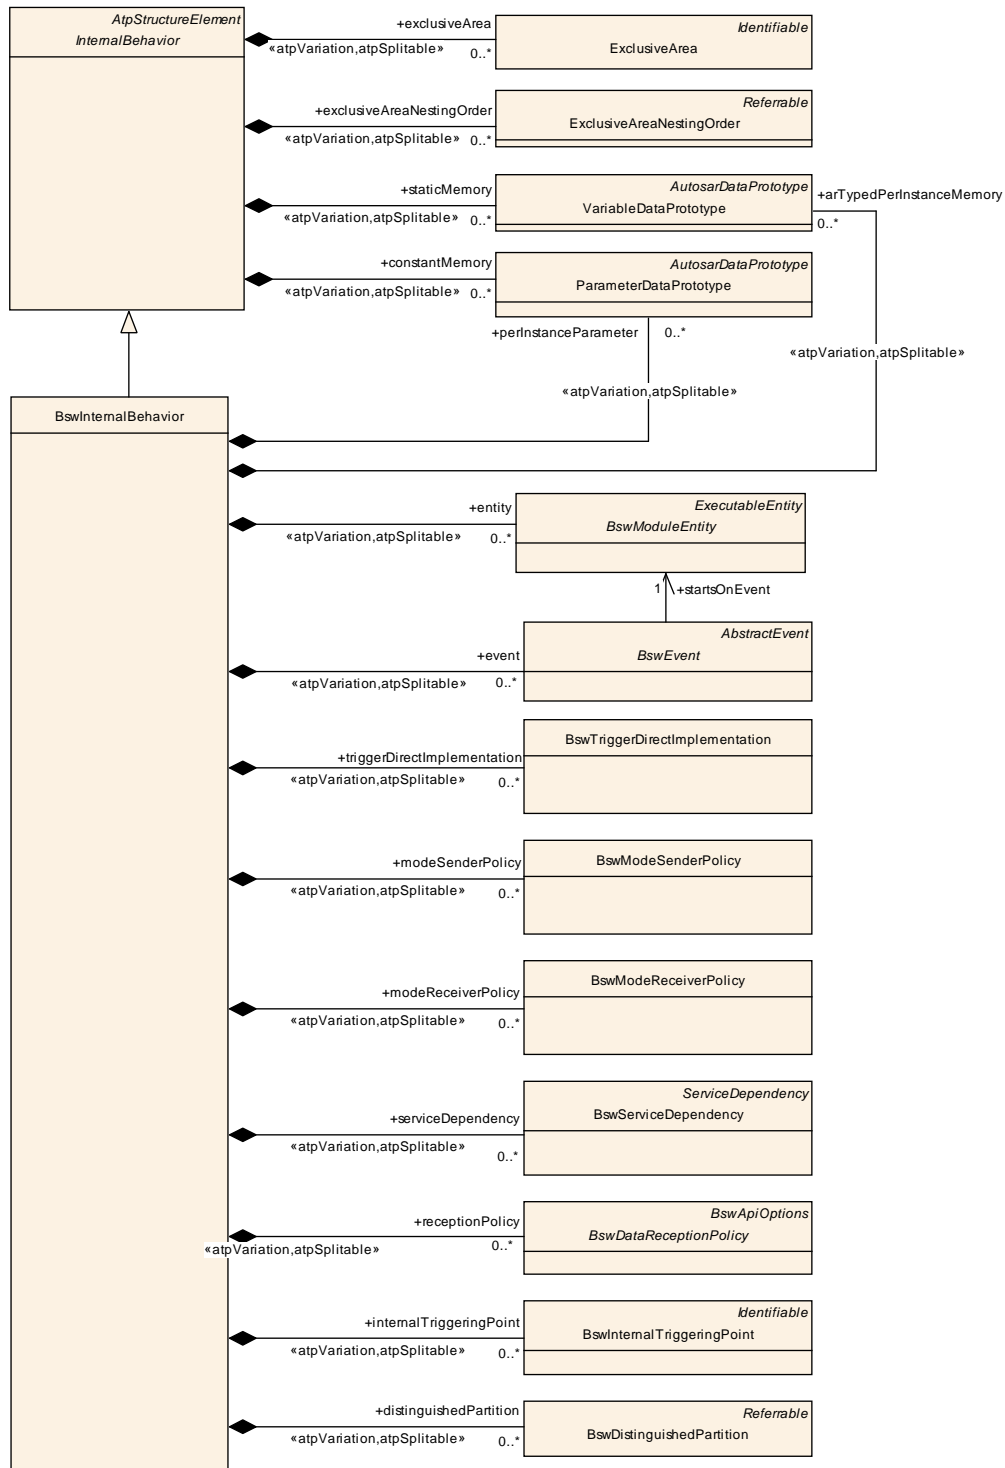 AtpStructureElement
InternalBehavior
+exclusiveArea
«atpVariation,atpSplitable»
0..*
Identifiable
ExclusiveArea
+exclusiveAreaNestingOrder
«atpVariation,atpSplitable»
0..*
Referrable
ExclusiveAreaNestingOrder
+staticMemory
«atpVariation,atpSplitable»
0..*
AutosarDataPrototype
VariableDataPrototype
+arTypedPerInstanceMemory
0..*
+constantMemory
«atpVariation,atpSplitable»
0..*
AutosarDataPrototype
ParameterDataPrototype
+perInstanceParameter
0..*
«atpVariation,atpSplitable»
«atpVariation,atpSplitable»
BswInternalBehavior
+entity
«atpVariation,atpSplitable»
0..*
ExecutableEntity
BswModuleEntity
1
+startsOnEvent
+event
«atpVariation,atpSplitable»
0..*
AbstractEvent
BswEvent
+triggerDirectImplementation
«atpVariation,atpSplitable»
0..*
BswTriggerDirectImplementation
+modeSenderPolicy
«atpVariation,atpSplitable»
0..*
BswModeSenderPolicy
+modeReceiverPolicy
«atpVariation,atpSplitable»
0..*
BswModeReceiverPolicy
+serviceDependency
«atpVariation,atpSplitable»
0..*
ServiceDependency
BswServiceDependency
+receptionPolicy
«atpVariation,atpSplitable»
0..*
BswApiOptions
BswDataReceptionPolicy
+internalTriggeringPoint
«atpVariation,atpSplitable»
0..*
Identifiable
BswInternalTriggeringPoint
+distinguishedPartition
«atpVariation,atpSplitable»
0..*
Referrable
BswDistinguishedPartition